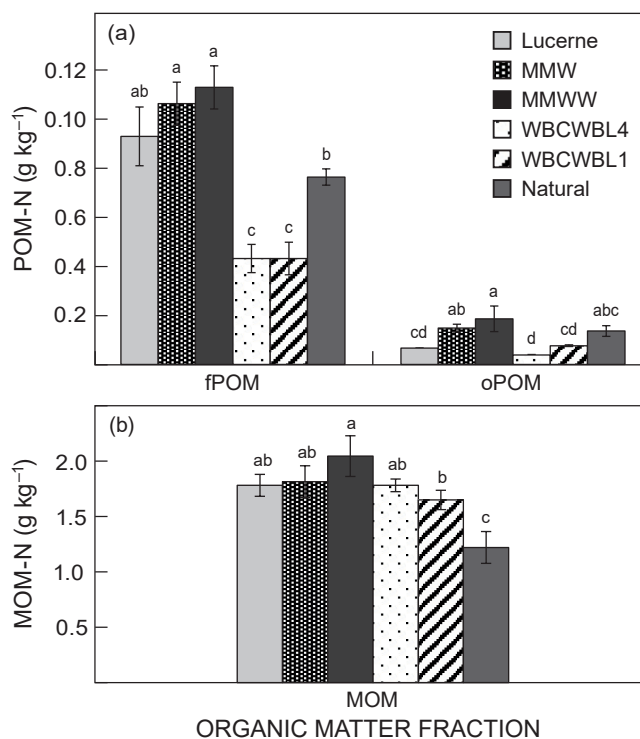 (a)
Lucerne
MMW
MMWW
WBCWBL4
WBCWBL1
Natural
POM-N (g kg⁻¹)
0.12
0.10
0.8
0.6
0.4
0.2
ab
a
a
c
c
b
cd
ab
a
d
cd
abc
fPOM
oPOM
(b)
MOM-N (g kg⁻¹)
2.0
1.5
1.0
0.5
ab
ab
a
ab
b
c
MOM
ORGANIC MATTER FRACTION